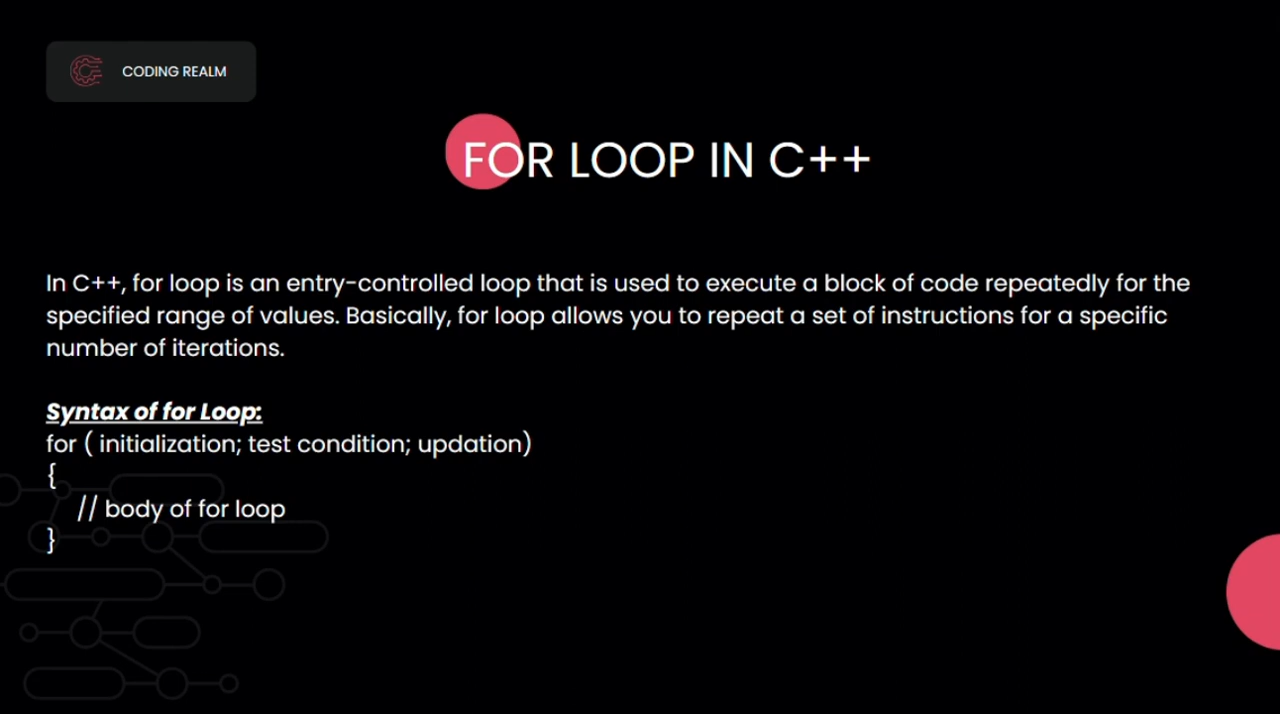 CODING REALM
FOR LOOP IN C++
In C++, for loop is an entry-controlled loop that is used to execute a block of code repeatedly for the
specified range of values. Basically, for loop allows you to repeat a set of instructions for a specific
number of iterations.
Syntax of for Loop:
for ( initialization; test condition; updation)
{
// body of for loop
}